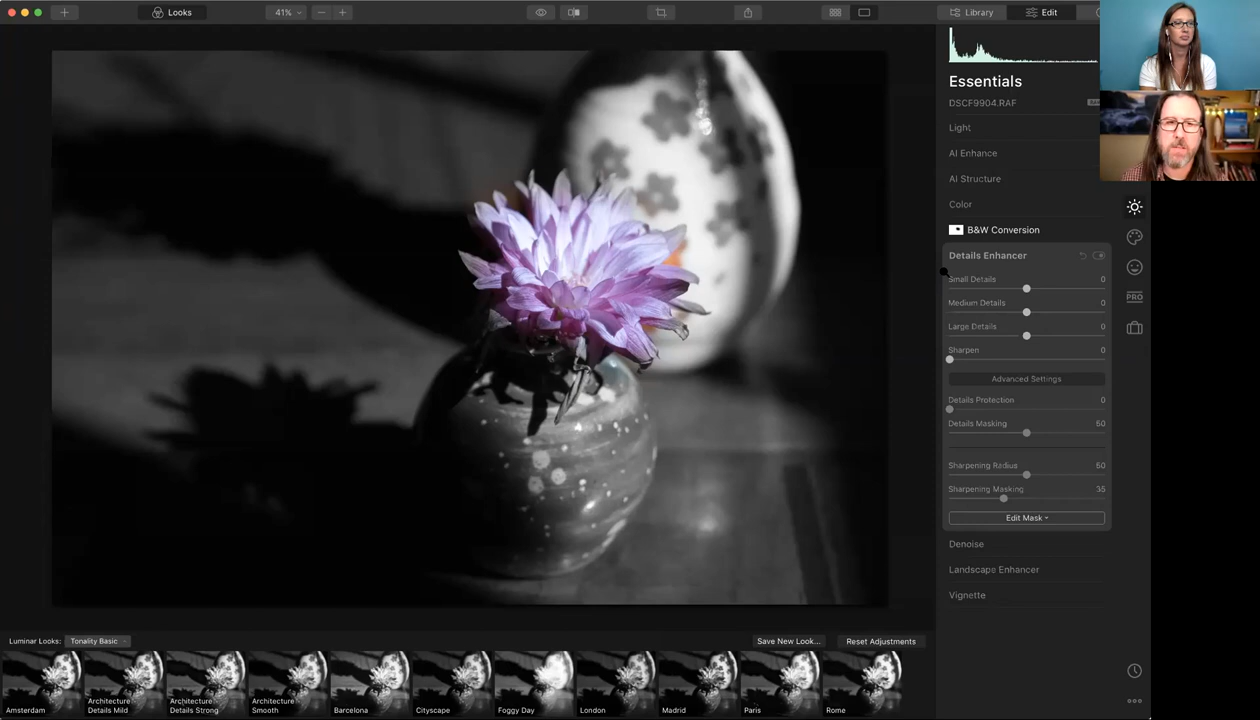 Looks
41%
Library
Edit
Essentials
DSCF9904.RAF
Light
AI Enhance
AI Structure
Color
B&W Conversion
Details Enhancer
Small Details 0
Medium Details 0
Large Details 0
Sharpen 0
Advanced Settings
Details Protection 0
Details Masking 50
Sharpening Radius 50
Sharpening Masking 35
Edit Mask
Denoise
Landscape Enhancer
Vignette
PRO
Luminar Looks: Tonality Basic
Save New Look...
Reset Adjustments
Amsterdam
Architecture
Details Mild
Architecture
Details Strong
Architecture
Smooth
Barcelona
Cityscape
Foggy Day
London
Madrid
Paris
Rome